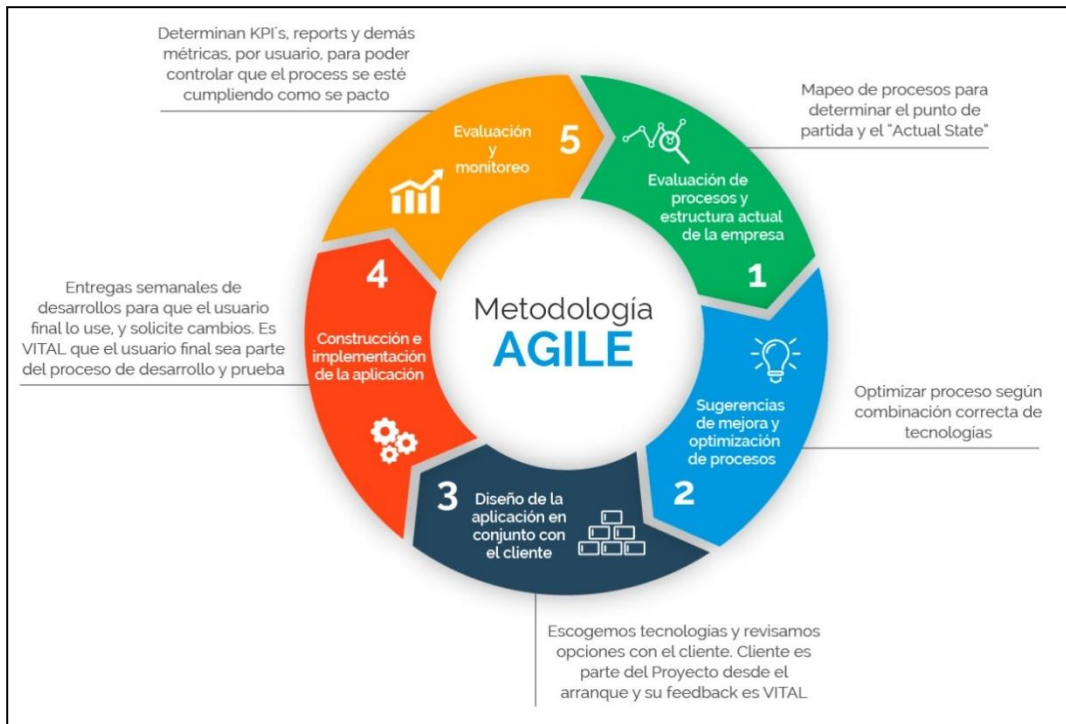 Determinan KPI´s, reports y demás
métricas, por usuario, para poder
controlar que el process se esté
cumpliendo como se pacto
Mapeo de procesos para
determinar el punto de
partida y el "Actual State"
Evaluación
y
monitoreo
5
Evaluación de
procesos y
estructura actual
de la empresa
1
4
Entregas semanales de
desarrollos para que el usuario
final lo use, y solicite cambios. Es
VITAL que el usuario final sea parte
del proceso de desarrollo y prueba
Construcción e
implementación
de la aplicación
Metodología
AGILE
Sugerencias
de mejora y
optimización
de procesos
2
Optimizar proceso según
combinación correcta de
tecnologías
3
Diseño de la
aplicación en
conjunto con
el cliente
Escogemos tecnologías y revisamos
opciones con el cliente. Cliente es
parte del Proyecto desde el
arranque y su feedback es VITAL